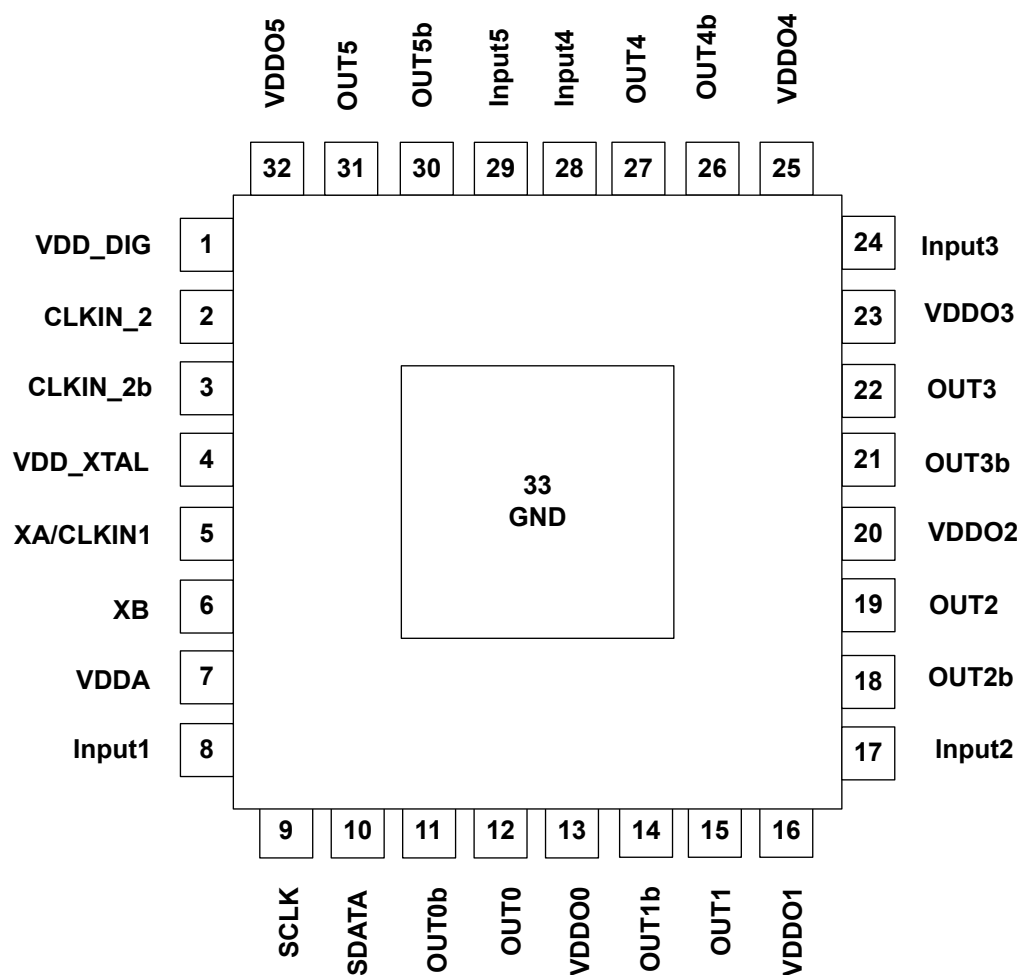 VDDO5
OUT5
OUT5b
Input5
Input4
OUT4
OUT4b
VDDO4
32
31
30
29
28
27
26
25
VDD_DIG
1
CLKIN_2
2
CLKIN_2b
3
VDD_XTAL
4
XA/CLKIN1
5
XB
6
VDDA
7
Input1
8
33
GND
24
Input3
23
VDDO3
22
OUT3
21
OUT3b
20
VDDO2
19
OUT2
18
OUT2b
17
Input2
9
10
11
12
13
14
15
16
SCLK
SDATA
OUT0b
OUT0
VDDO0
OUT1b
OUT1
VDDO1